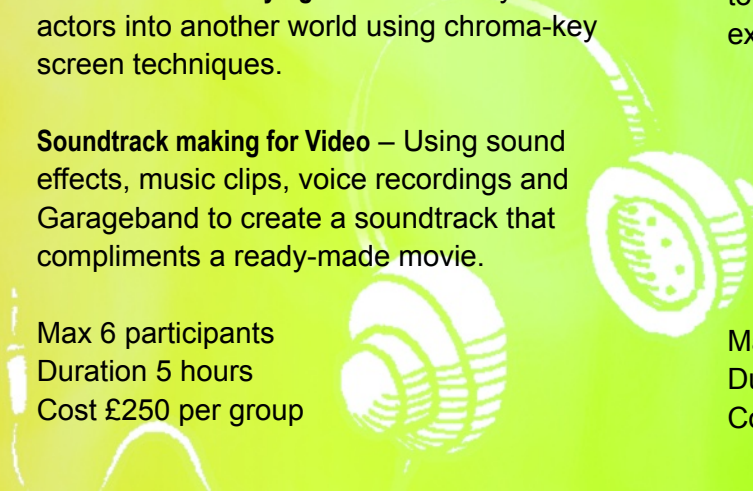 actors into another world using chroma-key
screen techniques.
Soundtrack making for Video – Using sound
effects, music clips, voice recordings and
Garageband to create a soundtrack that
compliments a ready-made movie.
Max 6 participants
Duration 5 hours
Cost £250 per group